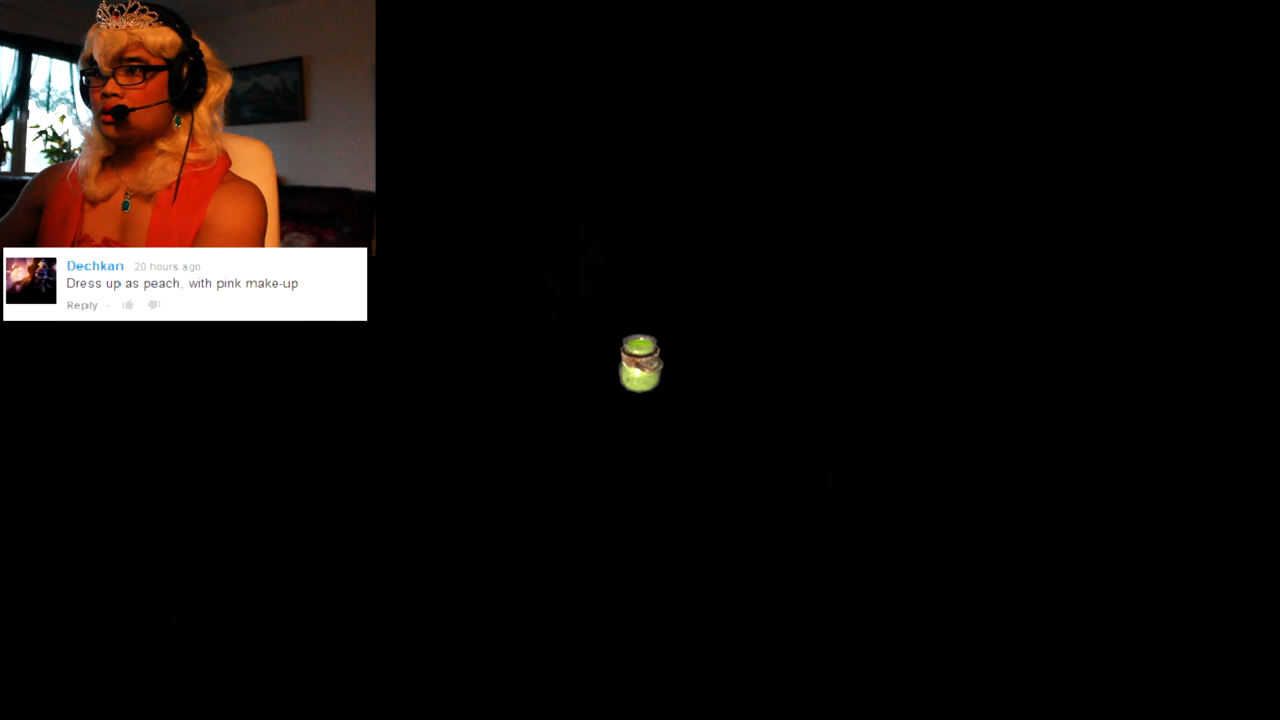 Dechkan 20 hours ago
Dress up as peach, with pink make-up
Reply ·